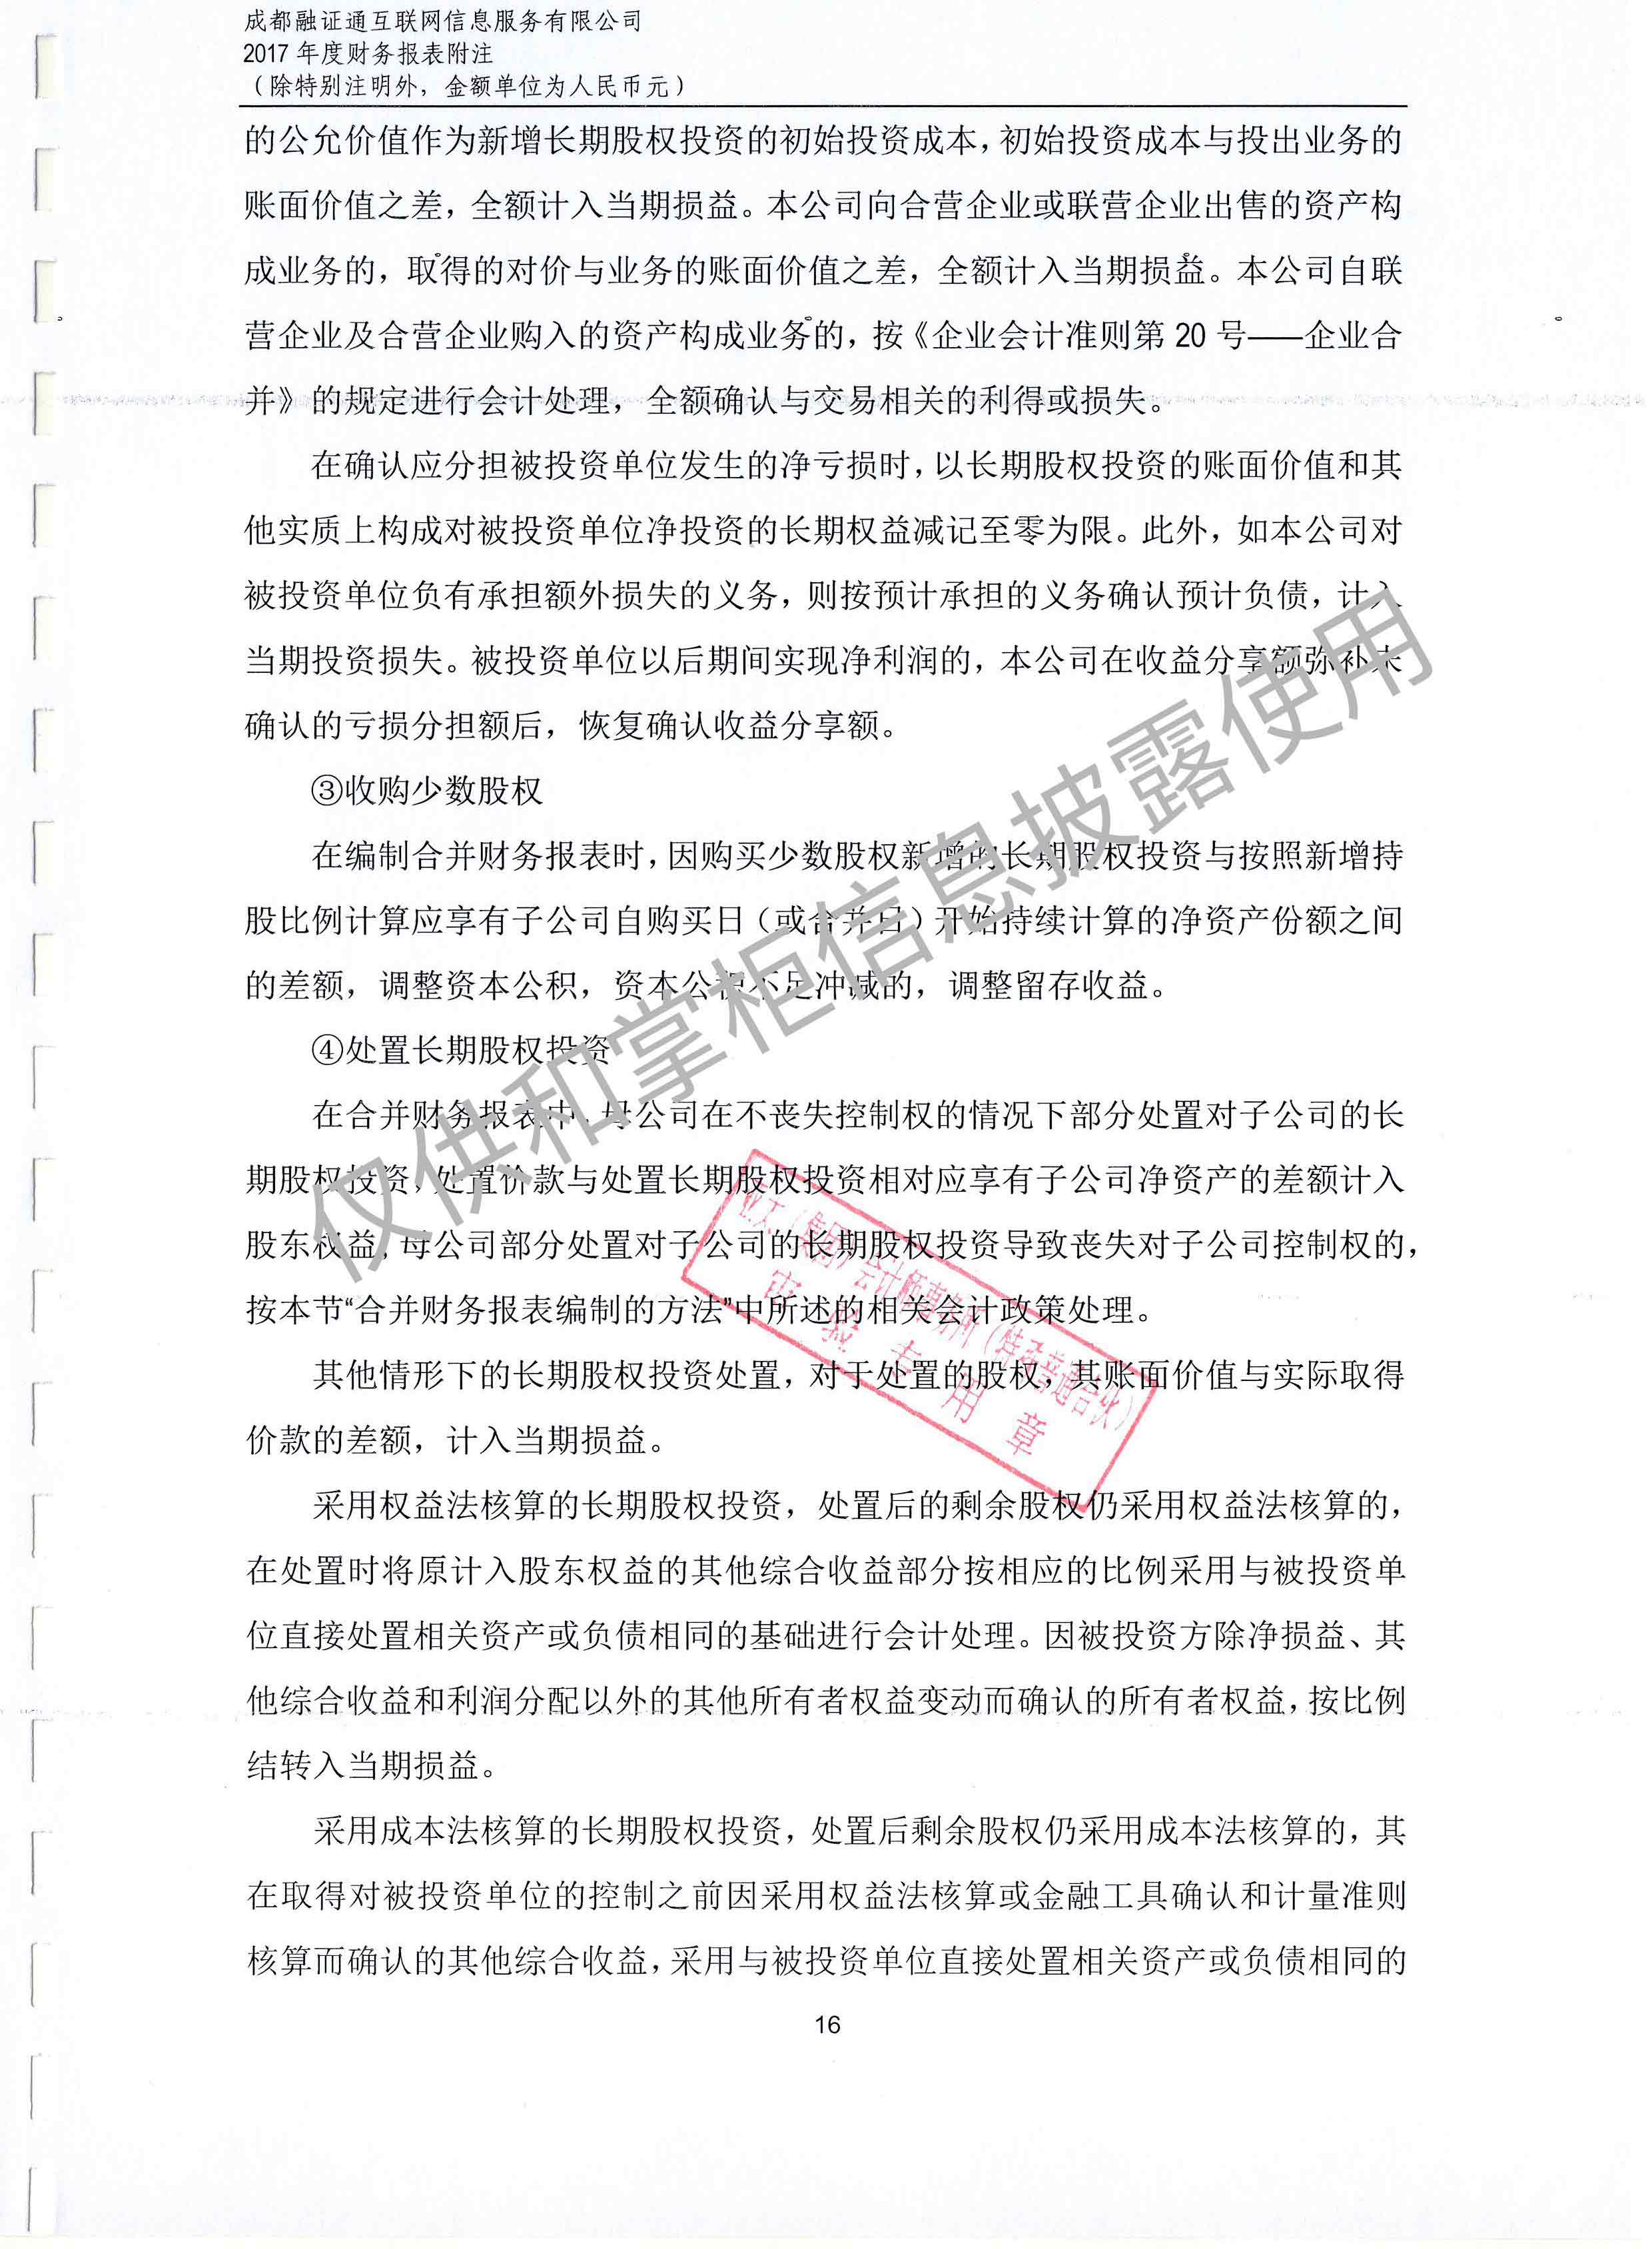 成都融证通互联网信息服务有限公司
2017 年度财务报表附注
（除特别注明外，金额单位为人民币元）
的公允价值作为新增长期股权投资的初始投资成本，初始投资成本与投出业务的
账面价值之差，全额计入当期损益。本公司向合营企业或联营企业出售的资产构
成业务的，取得的对价与业务的账面价值之差，全额计入当期损益。本公司自联
营企业及合营企业购入的资产构成业务的，按《企业会计准则第 20 号——企业合
并》的规定进行会计处理，全额确认与交易相关的利得或损失。
在确认应分担被投资单位发生的净亏损时，以长期股权投资的账面价值和其
他实质上构成对被投资单位净投资的长期权益减记至零为限。此外，如本公司对
被投资单位负有承担额外损失的义务，则按预计承担的义务确认预计负债，计入
当期投资损失。被投资单位以后期间实现净利润的，本公司在收益分享额弥补未
确认的亏损分担额后，恢复确认收益分享额。
③收购少数股权
在编制合并财务报表时，因购买少数股权新增的长期股权投资与按照新增持
股比例计算应享有子公司自购买日（或合并日）开始持续计算的净资产份额之间
的差额，调整资本公积，资本公积不足冲减的，调整留存收益。
④处置长期股权投资
在合并财务报表中，母公司在不丧失控制权的情况下部分处置对子公司的长
期股权投资，处置价款与处置长期股权投资相对应享有子公司净资产的差额计入
股东权益；母公司部分处置对子公司的长期股权投资导致丧失对子公司控制权的，
按本节“合并财务报表编制的方法”中所述的相关会计政策处理。
其他情形下的长期股权投资处置，对于处置的股权，其账面价值与实际取得
价款的差额，计入当期损益。
采用权益法核算的长期股权投资，处置后的剩余股权仍采用权益法核算的，
在处置时将原计入股东权益的其他综合收益部分按相应的比例采用与被投资单
位直接处置相关资产或负债相同的基础进行会计处理。因被投资方除净损益、其
他综合收益和利润分配以外的其他所有者权益变动而确认的所有者权益，按比例
结转入当期损益。
采用成本法核算的长期股权投资，处置后剩余股权仍采用成本法核算的，其
在取得对被投资单位的控制之前因采用权益法核算或金融工具确认和计量准则
核算而确认的其他综合收益，采用与被投资单位直接处置相关资产或负债相同的
16
仅供和掌柜信息披露使用
亚太（集团）会计师事务所（特殊普通合伙）
审验专用章